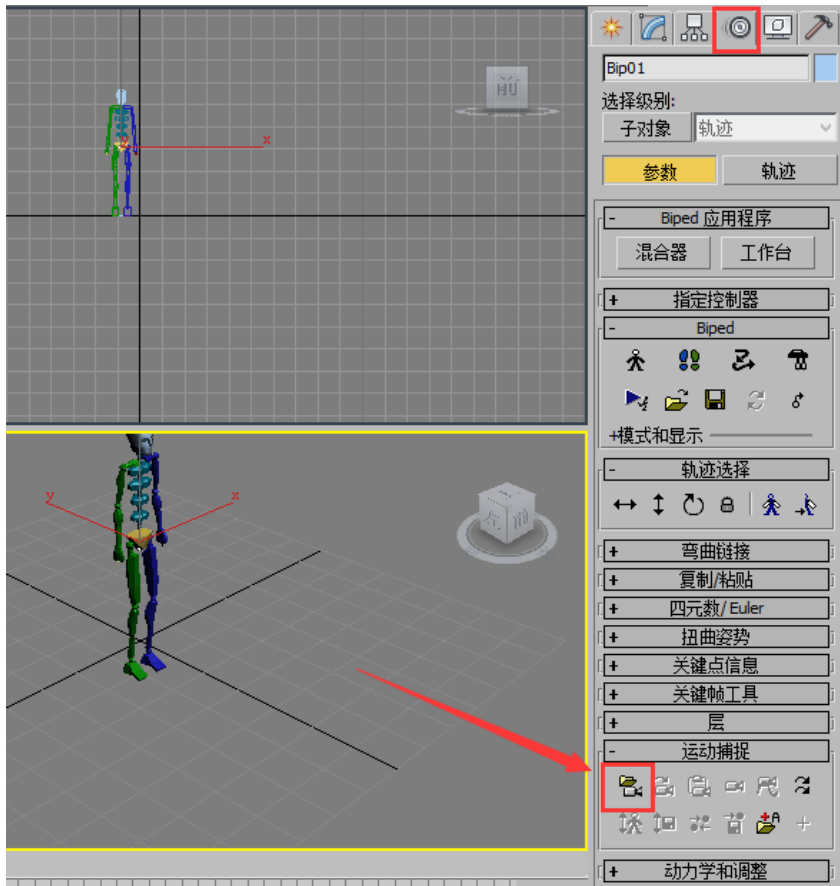 Bip01
选择级别:
子对象 轨迹
参数 轨迹
- Biped 应用程序
混合器 工作台
+ 指定控制器
- Biped
+模式和显示
- 轨迹选择
+ 弯曲链接
+ 复制/粘贴
+ 四元数/ Euler
+ 扭曲姿势
+ 关键点信息
+ 关键帧工具
+ 层
- 运动捕捉
+ 动力学和调整
前
x
y
x
左 前